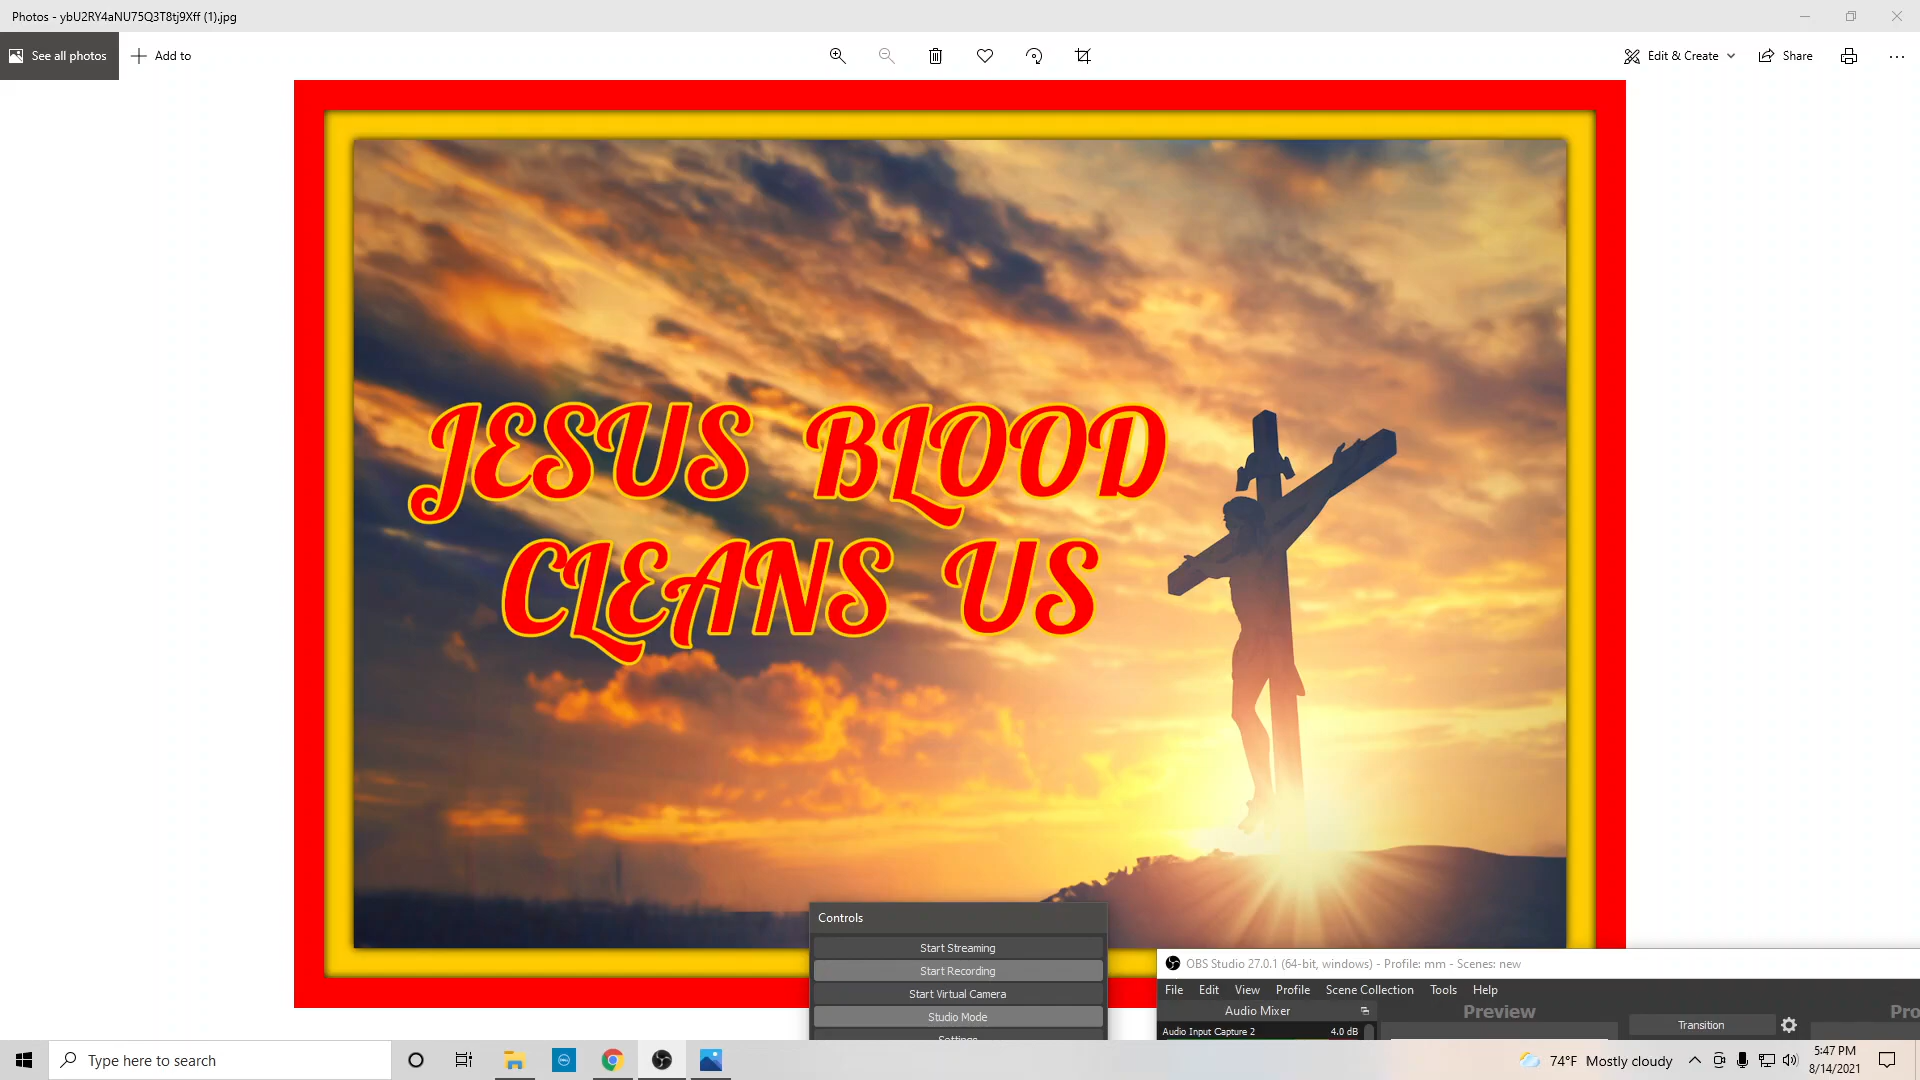 Photos - ybU2RY4aNU75Q3T8tj9Xff (1).jpg
See all photos
Add to
Edit & Create
Share
JESUS BLOOD
CLEANS US
Controls
Start Streaming
Start Recording
Start Virtual Camera
Studio Mode
Settings
OBS Studio 27.0.1 (64-bit, windows) - Profile: mm - Scenes: new
File Edit View Profile Scene Collection Tools Help
Audio Mixer
Preview
Pro
Audio Input Capture 2
4.0 dB
Transition
Type here to search
74°F Mostly cloudy
5:47 PM
8/14/2021